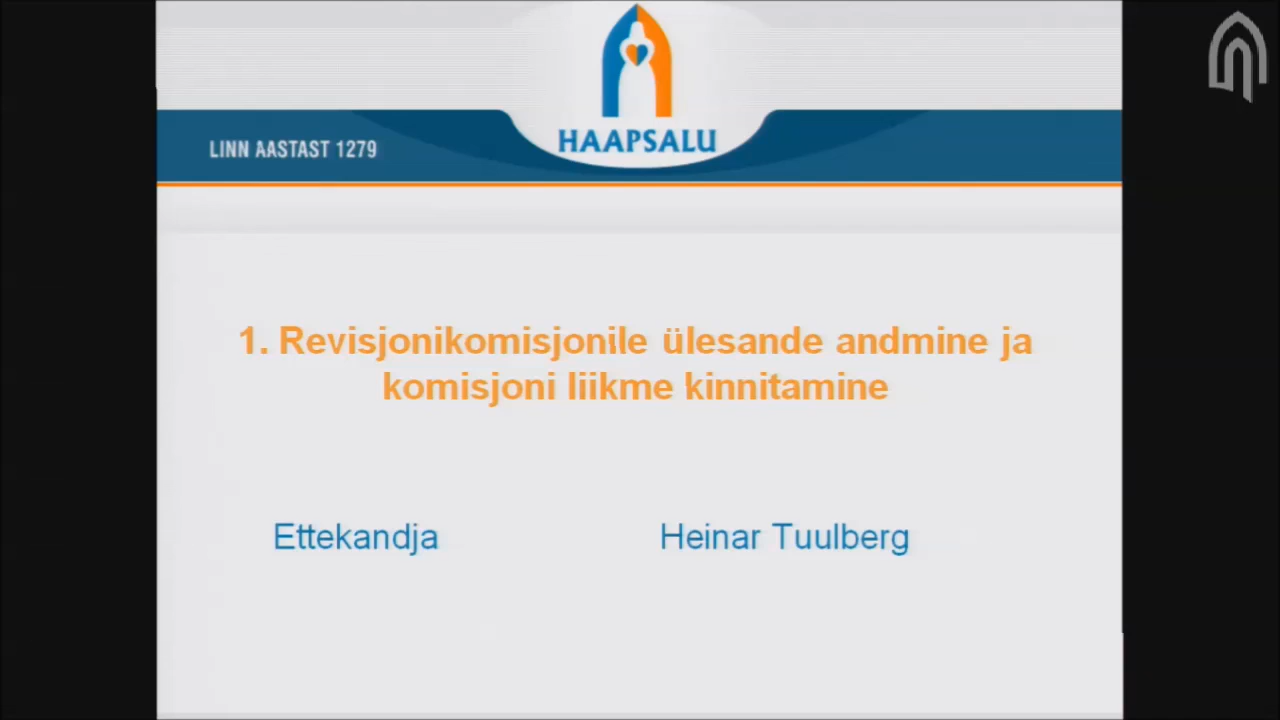 HAAPSALU
LINN AASTAST 1279
1. Revisjonikomisjonile ülesande andmine ja
komisjoni liikme kinnitamine
Ettekandja Heinar Tuulberg